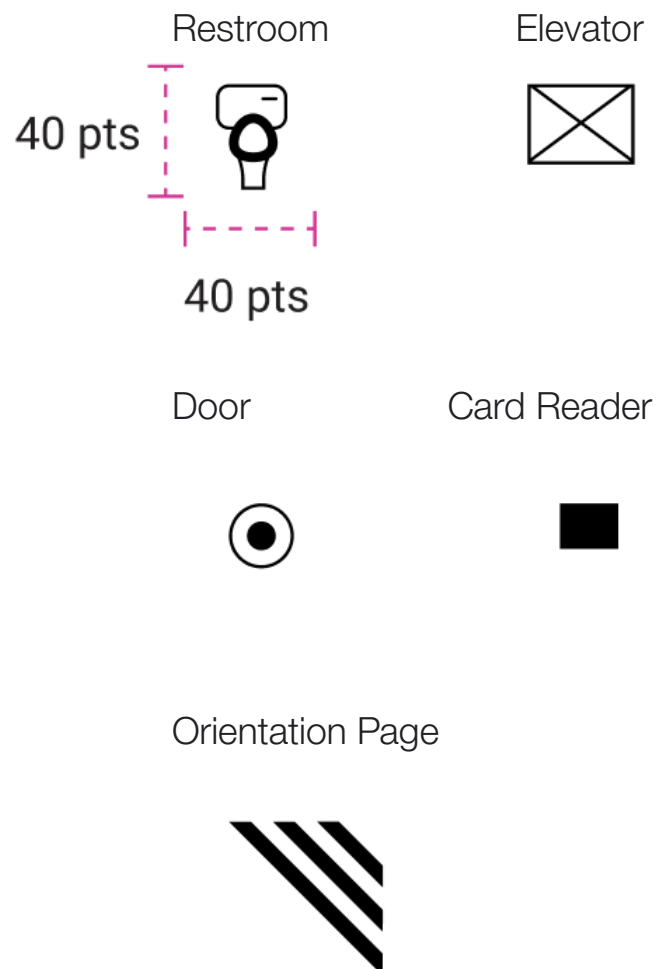 Restroom
Elevator
40 pts
40 pts
Door
Card Reader
Orientation Page